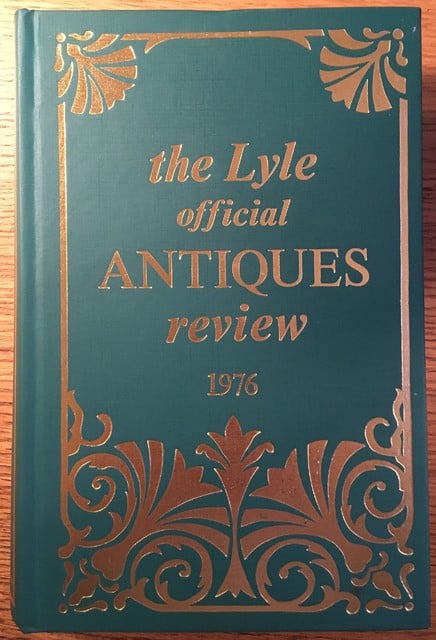 the Lyle
official
ANTIQUES
review
1976